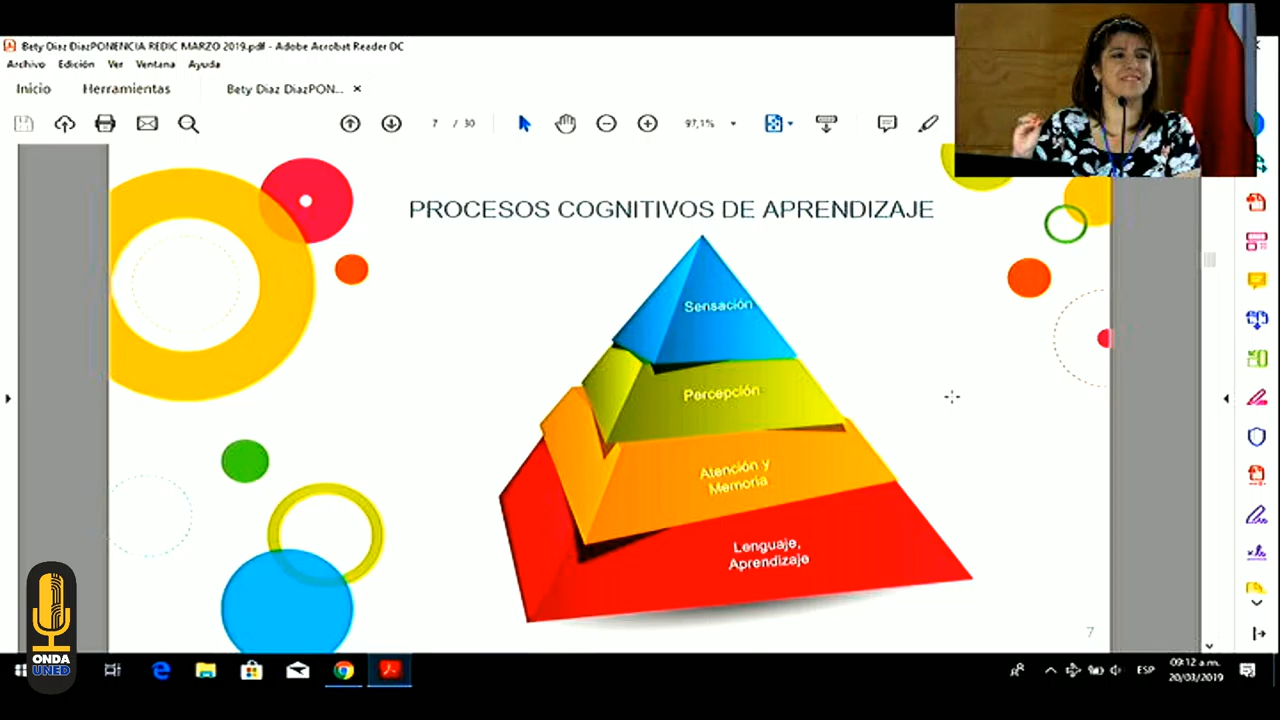 Bety Diaz DiazPONENCIA REDIC MARZO 2019.pdf - Adobe Acrobat Reader DC
Archivo Edición Ver Ventana Ayuda
Inicio Herramientas Bety Diaz DiazPON... ×
7 / 30 97,1%
PROCESOS COGNITIVOS DE APRENDIZAJE
Sensación
Percepción
Atención y
Memoria
Lenguaje,
Aprendizaje
7
ONDA
UNED
ESP
09:12 a.m.
20/03/2019